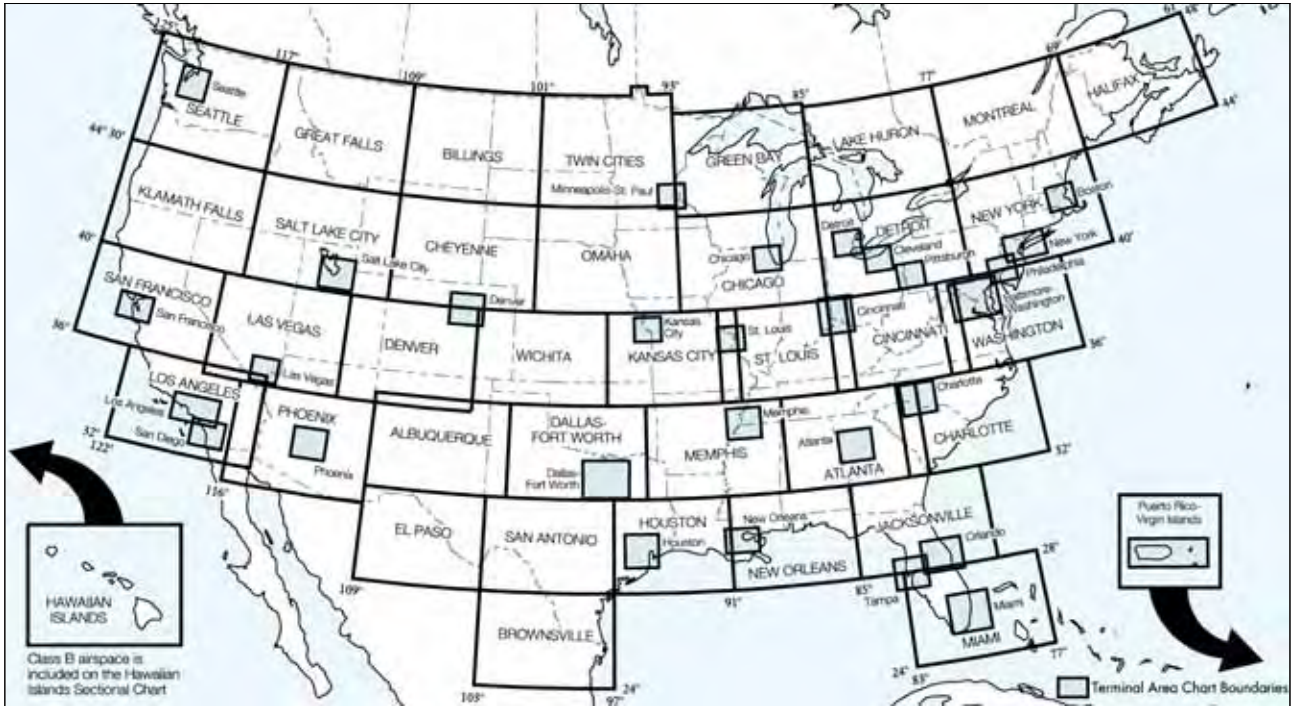 125°
117°
109°
101°
93°
85°
77°
69°
61°
48°
44°
Seattle
SEATTLE
GREAT FALLS
BILLINGS
TWIN CITIES
Minneapolis-St. Paul
GREEN BAY
LAKE HURON
MONTREAL
HALIFAX
44° 30'
KLAMATH FALLS
SALT LAKE CITY
Salt Lake City
CHEYENNE
OMAHA
Chicago
CHICAGO
Detroit
DETROIT
Cleveland
Pittsburgh
NEW YORK
Boston
New York
Philadelphia
40°
40°
SAN FRANCISCO
San Francisco
LAS VEGAS
Las Vegas
DENVER
Denver
WICHITA
Kansas
City
KANSAS CITY
St. Louis
ST. LOUIS
Cincinnati
CINCINNATI
Baltimore-
Washington
WASHINGTON
36°
36°
LOS ANGELES
Los Angeles
San Diego
PHOENIX
Phoenix
ALBUQUERQUE
DALLAS-
FORT WORTH
Dallas-
Fort Worth
MEMPHIS
Memphis
Atlanta
ATLANTA
Charlotte
CHARLOTTE
32°
122°
32°
116°
EL PASO
SAN ANTONIO
HOUSTON
Houston
New Orleans
NEW ORLEANS
JACKSONVILLE
Orlando
Tampa
109°
91°
85°
28°
BROWNSVILLE
103°
97°
24°
Miami
MIAMI
24°
83°
77°
HAWAIIAN
ISLANDS
Class B airspace is
included on the Hawaiian
Islands Sectional Chart
Puerto Rico-
Virgin Islands
Terminal Area Chart Boundaries